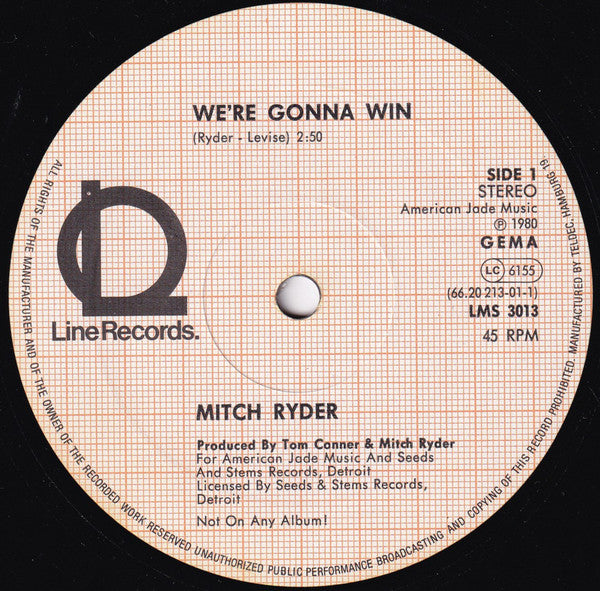 WE'RE GONNA WIN
(Ryder - Levise) 2:50
SIDE 1
STEREO
American Jade Music
Ⓟ 1980
GEMA
LC 6155
(66.20 213-01-1)
LMS 3013
45 RPM
LineRecords.
MITCH RYDER
Produced By Tom Conner & Mitch Ryder
For American Jade Music And Seeds
And Stems Records, Detroit
Licensed By Seeds & Stems Records,
Detroit
Not On Any Album!
ALL RIGHTS OF THE MANUFACTURER AND OF THE OWNER OF THE RECORDED WORK RESERVED UNAUTHORIZED PUBLIC PERFORMANCE BROADCASTING AND COPYING OF THIS RECORD PROHIBITED. MANUFACTURED BY TELDEC, HAMBURG 19